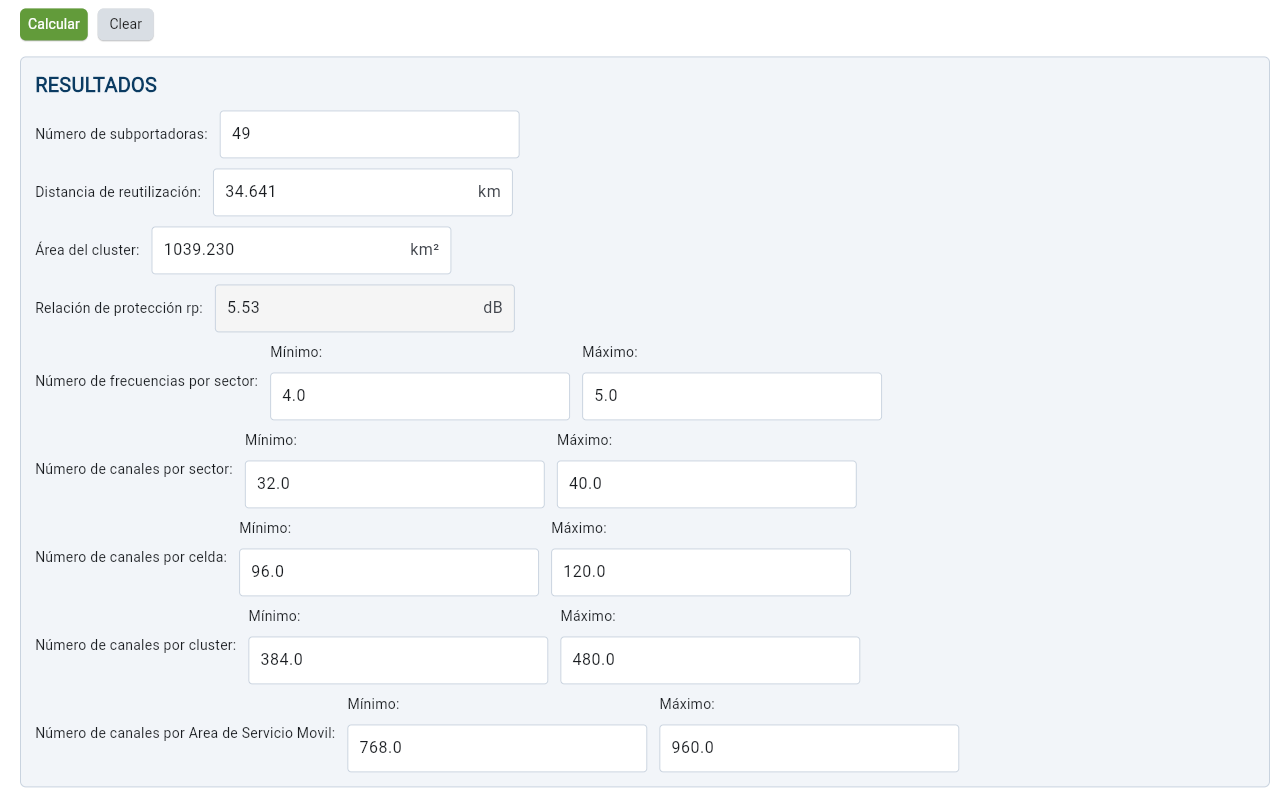 Calcular Clear
RESULTADOS
Número de subportadoras: 49
Distancia de reutilización: 34.641 km
Área del cluster: 1039.230 km²
Relación de protección rp: 5.53 dB
Mínimo: Máximo:
Número de frecuencias por sector: 4.0 5.0
Mínimo: Máximo:
Número de canales por sector: 32.0 40.0
Mínimo: Máximo:
Número de canales por celda: 96.0 120.0
Mínimo: Máximo:
Número de canales por cluster: 384.0 480.0
Mínimo: Máximo:
Número de canales por Area de Servicio Movil: 768.0 960.0